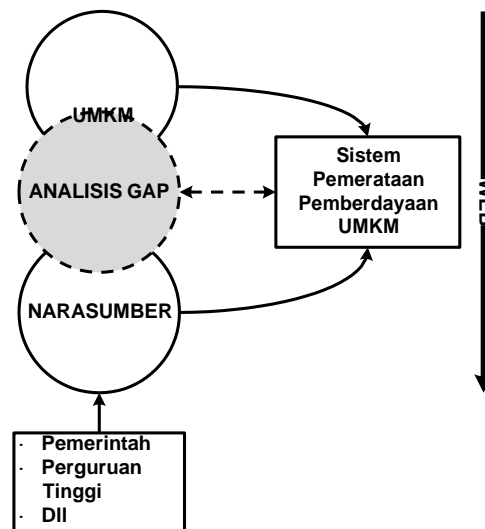 UMKM
ANALISIS GAP
NARASUMBER
Sistem
Pemerataan
Pemberdayaan
UMKM
· Pemerintah
· Perguruan
Tinggi
· Dll